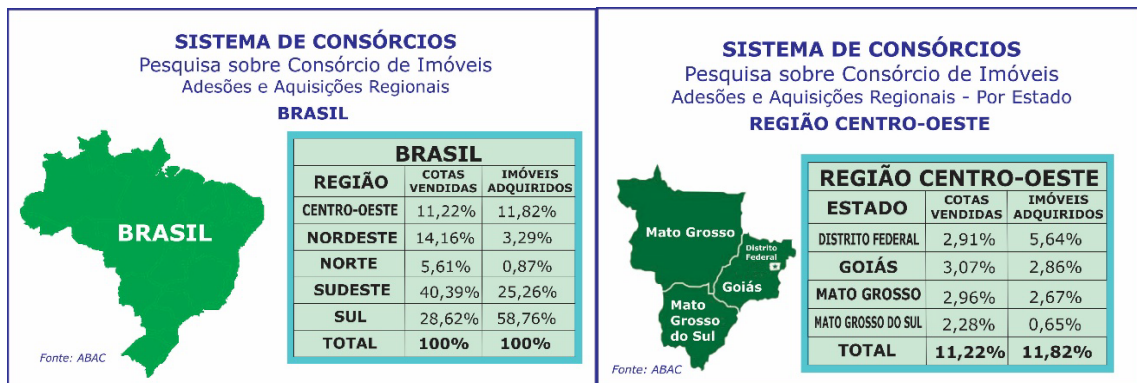 SISTEMA DE CONSÓRCIOS
Pesquisa sobre Consórcio de Imóveis
Adesões e Aquisições Regionais
BRASIL
BRASIL
BRASIL
REGIÃO COTAS VENDIDAS IMÓVEIS ADQUIRIDOS
CENTRO-OESTE 11,22% 11,82%
NORDESTE 14,16% 3,29%
NORTE 5,61% 0,87%
SUDESTE 40,39% 25,26%
SUL 28,62% 58,76%
TOTAL 100% 100%
Fonte: ABAC
SISTEMA DE CONSÓRCIOS
Pesquisa sobre Consórcio de Imóveis
Adesões e Aquisições Regionais - Por Estado
REGIÃO CENTRO-OESTE
Mato Grosso
Distrito
Federal
Goiás
Mato
Grosso
do Sul
REGIÃO CENTRO-OESTE
ESTADO COTAS VENDIDAS IMÓVEIS ADQUIRIDOS
DISTRITO FEDERAL 2,91% 5,64%
GOIÁS 3,07% 2,86%
MATO GROSSO 2,96% 2,67%
MATO GROSSO DO SUL 2,28% 0,65%
TOTAL 11,22% 11,82%
Fonte: ABAC